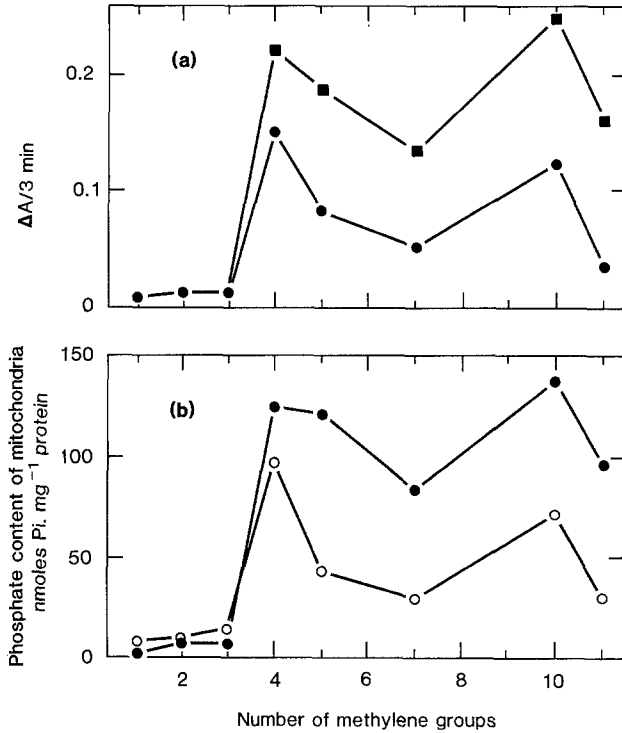 (a)
0.2
0.1
0
ΔA/3 min
(b)
150
100
50
0
Phosphate content of mitochondria
nmoles Pi. mg⁻¹ protein
2 4 6 8 10
Number of methylene groups